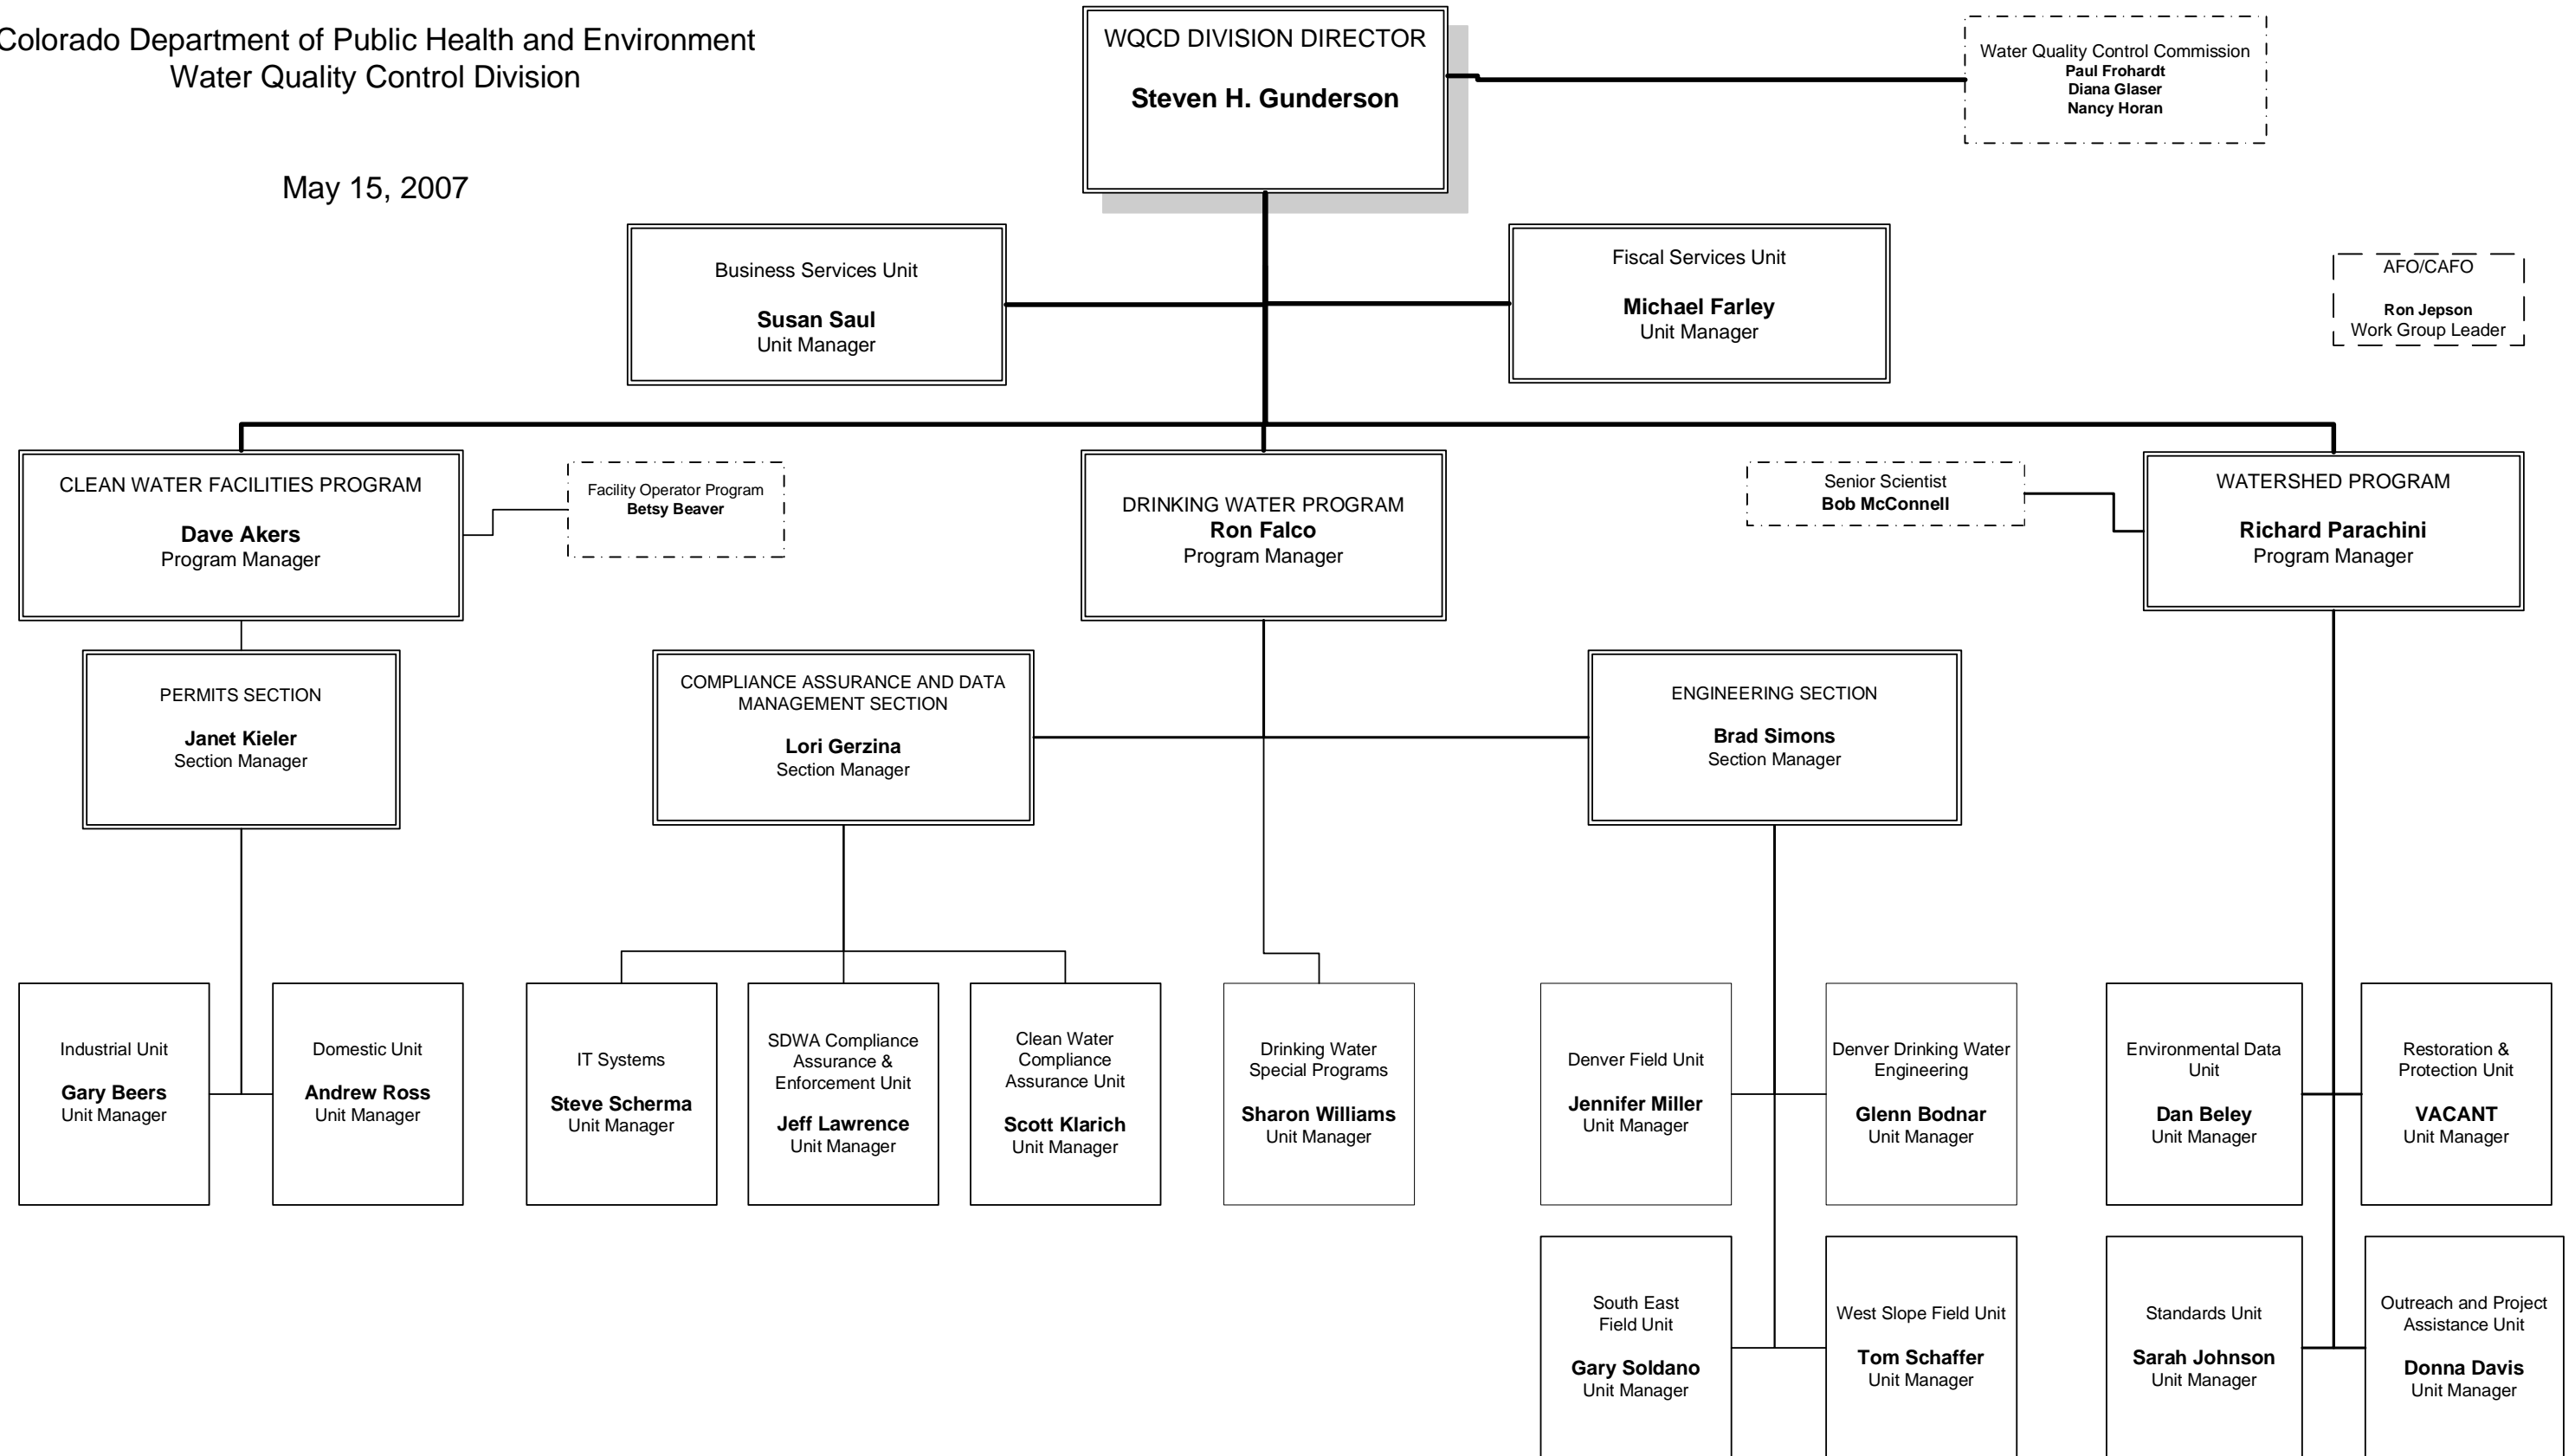 Colorado Department of Public Health and Environment
Water Quality Control Division
May 15, 2007
WQCD DIVISION DIRECTOR
Steven H. Gunderson
Water Quality Control Commission
Paul Frohardt
Diana Glaser
Nancy Horan
Business Services Unit
Susan Saul
Unit Manager
Fiscal Services Unit
Michael Farley
Unit Manager
AFO/CAFO
Ron Jepson
Work Group Leader
CLEAN WATER FACILITIES PROGRAM
Dave Akers
Program Manager
Facility Operator Program
Betsy Beaver
DRINKING WATER PROGRAM
Ron Falco
Program Manager
Senior Scientist
Bob McConnell
WATERSHED PROGRAM
Richard Parachini
Program Manager
PERMITS SECTION
Janet Kieler
Section Manager
COMPLIANCE ASSURANCE AND DATA
MANAGEMENT SECTION
Lori Gerzina
Section Manager
ENGINEERING SECTION
Brad Simons
Section Manager
Industrial Unit
Gary Beers
Unit Manager
Domestic Unit
Andrew Ross
Unit Manager
IT Systems
Steve Scherma
Unit Manager
SDWA Compliance
Assurance &
Enforcement Unit
Jeff Lawrence
Unit Manager
Clean Water
Compliance
Assurance Unit
Scott Klarich
Unit Manager
Drinking Water
Special Programs
Sharon Williams
Unit Manager
Denver Field Unit
Jennifer Miller
Unit Manager
Denver Drinking Water
Engineering
Glenn Bodnar
Unit Manager
Environmental Data
Unit
Dan Beley
Unit Manager
Restoration &
Protection Unit
VACANT
Unit Manager
South East
Field Unit
Gary Soldano
Unit Manager
West Slope Field Unit
Tom Schaffer
Unit Manager
Standards Unit
Sarah Johnson
Unit Manager
Outreach and Project
Assistance Unit
Donna Davis
Unit Manager